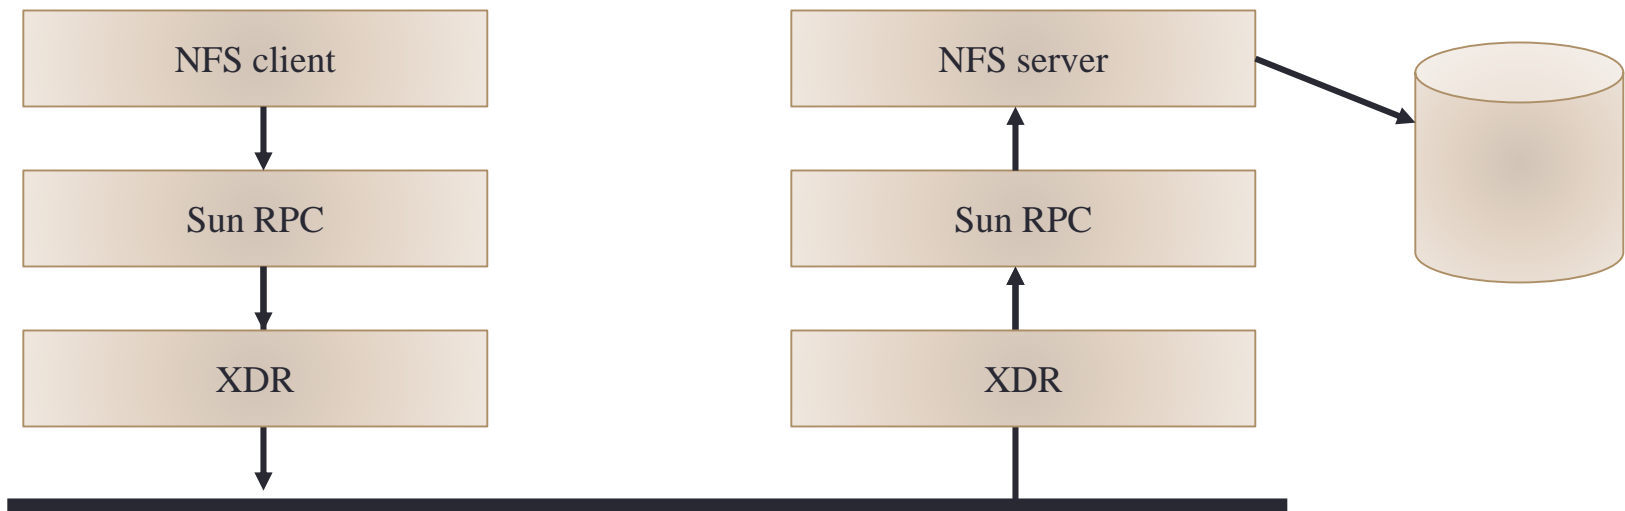 NFS client
NFS server
Sun RPC
Sun RPC
XDR
XDR